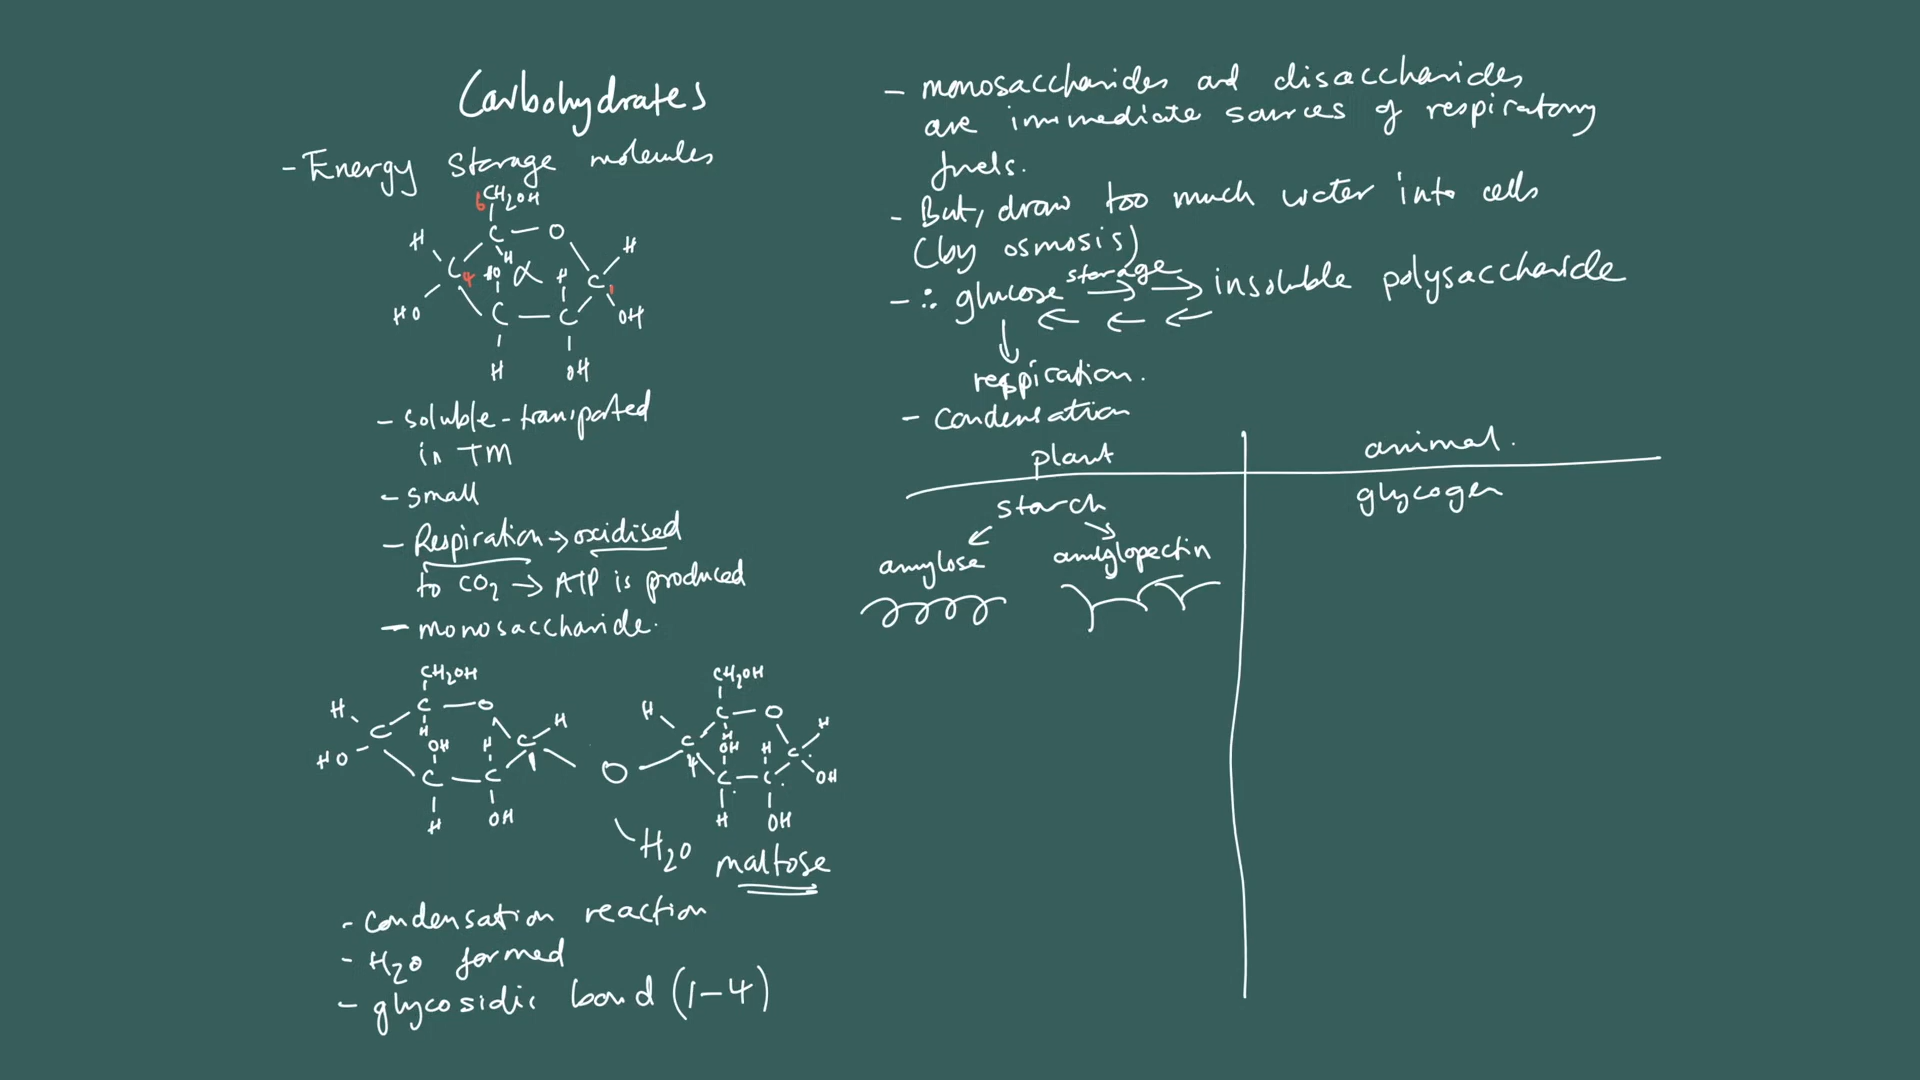 Carbohydrates
- Energy storage molecules
6 CH2OH
C — O
H H
C 4 HO H α H C 1
HO C — C OH
H OH
- soluble - transported
in TM
- small
- Respiration → oxidised
to CO2 → ATP is produced
- monosaccharide.
CH2OH CH2OH
H C — O H C — O H
C H OH H C H O C H OH H C
HO 1 4 OH
C — C C — C
H OH H OH
H2O maltose
- condensation reaction
- H2O formed
- glycosidic bond (1-4)
- monosaccharides and disaccharides
are immediate sources of respiratory
fuels.
- But, draw too much water into cells
(by osmosis)
storage
- ∴ glucose → → insoluble polysaccharide
← ← ←
↓
respiration.
- condensation
plant animal.
starch glycogen
amylose amylopectin